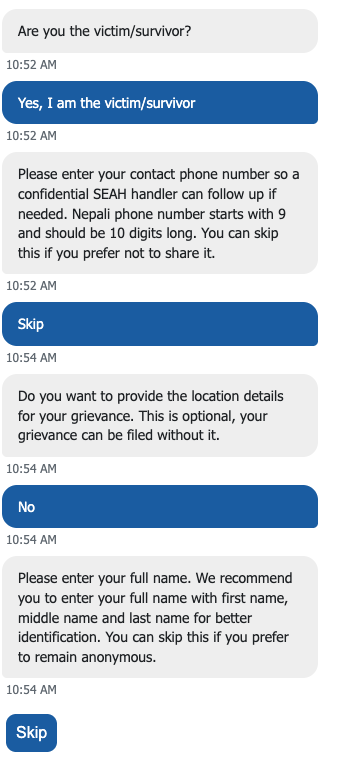 Are you the victim/survivor?
10:52 AM
Yes, I am the victim/survivor
10:52 AM
Please enter your contact phone number so a
confidential SEAH handler can follow up if
needed. Nepali phone number starts with 9
and should be 10 digits long. You can skip
this if you prefer not to share it.
10:52 AM
Skip
10:54 AM
Do you want to provide the location details
for your grievance. This is optional, your
grievance can be filed without it.
10:54 AM
No
10:54 AM
Please enter your full name. We recommend
you to enter your full name with first name,
middle name and last name for better
identification. You can skip this if you prefer
to remain anonymous.
10:54 AM
Skip